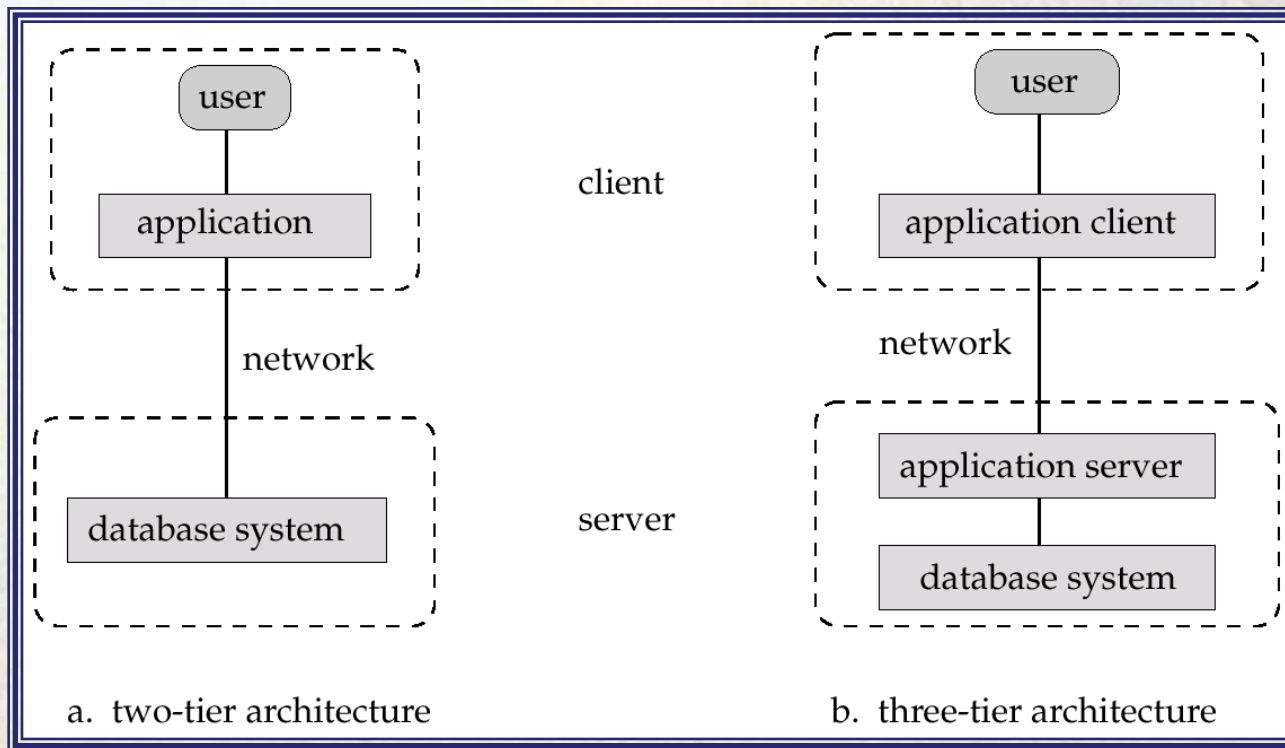 user
application
network
database system
a. two-tier architecture
client
server
user
application client
network
application server
database system
b. three-tier architecture